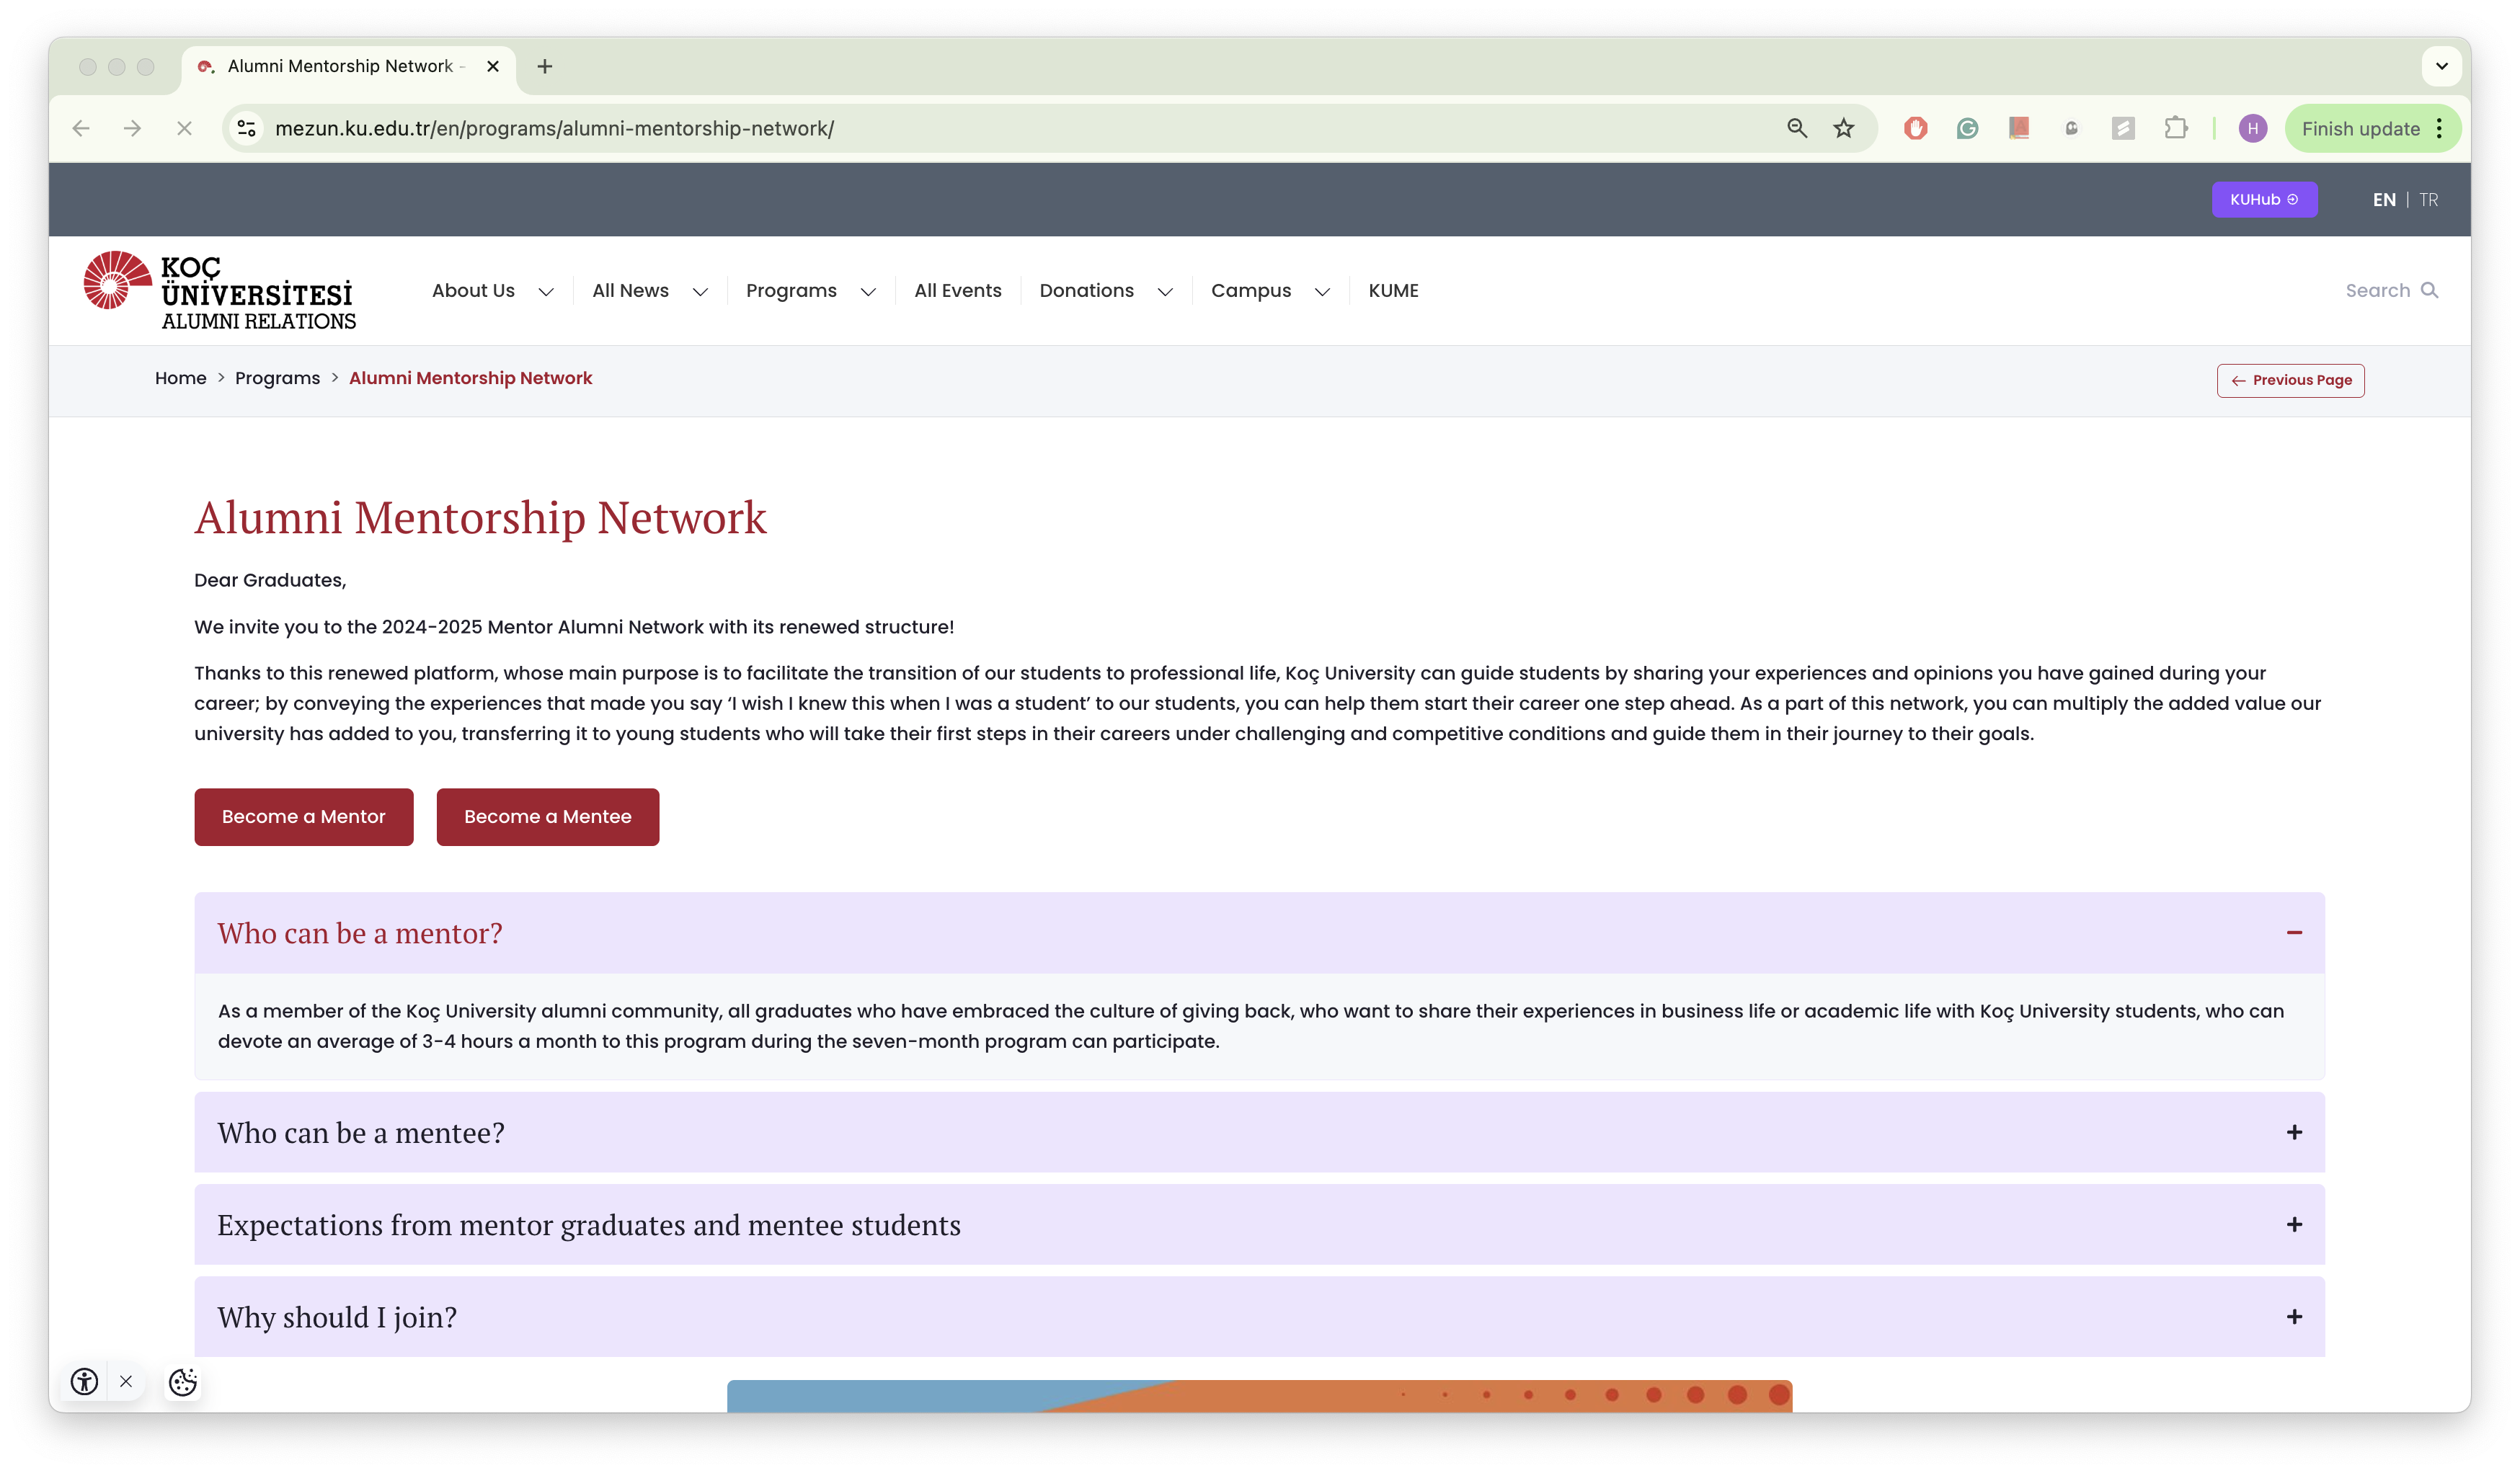 Alumni Mentorship Network -
mezun.ku.edu.tr/en/programs/alumni-mentorship-network/
H
Finish update
KUHub
EN | TR
KOÇ
ÜNİVERSİTESİ
ALUMNI RELATIONS
About Us
All News
Programs
All Events
Donations
Campus
KUME
Search
Home > Programs > Alumni Mentorship Network
← Previous Page
Alumni Mentorship Network
Dear Graduates,
We invite you to the 2024-2025 Mentor Alumni Network with its renewed structure!
Thanks to this renewed platform, whose main purpose is to facilitate the transition of our students to professional life, Koç University can guide students by sharing your experiences and opinions you have gained during your
career; by conveying the experiences that made you say ‘I wish I knew this when I was a student’ to our students, you can help them start their career one step ahead. As a part of this network, you can multiply the added value our
university has added to you, transferring it to young students who will take their first steps in their careers under challenging and competitive conditions and guide them in their journey to their goals.
Become a Mentor
Become a Mentee
Who can be a mentor?
As a member of the Koç University alumni community, all graduates who have embraced the culture of giving back, who want to share their experiences in business life or academic life with Koç University students, who can
devote an average of 3-4 hours a month to this program during the seven-month program can participate.
Who can be a mentee?
Expectations from mentor graduates and mentee students
Why should I join?